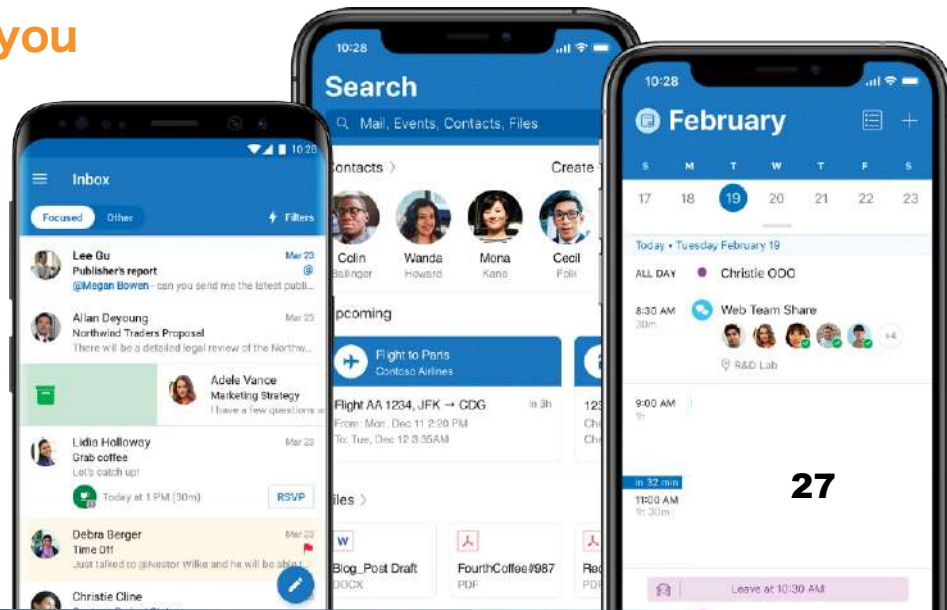 you
10:28
Inbox
Focused
Other
Filters
Lee Gu
Mar 23
Publisher's report
@
@Megan Bowen - can you send me the latest publi...
Allan Deyoung
Mar 23
Northwind Traders Proposal
There will be a detailed legal review of the Northw...
Adele Vance
Marketing Strategy
I have a few questions a
Lidia Holloway
Mar 23
Grab coffee
Let's catch up!
Today at 1 PM (30m)
RSVP
Debra Berger
Mar 23
Time Off
Just talked to @Nestor Wilke and he will be able t...
Christie Cline
10:28
Search
Mail, Events, Contacts, Files
ontacts >
Create
Colin
Ballinger
Wanda
Howard
Mona
Kane
Cecil
Folk
pcoming
Flight to Paris
Contoso Airlines
Flight AA 1234, JFK → CDG
in 3h
From: Mon, Dec 11 2:20 PM
To: Tue, Dec 12 3:35AM
123
Che
Che
iles >
W
Blog_Post Draft
DOCX
FourthCoffee#987
PDF
Rec
PDF
10:28
February
S M T W T F S
17 18 19 20 21 22 23
Today • Tuesday February 19
ALL DAY
Christie OOO
8:30 AM
30m
Web Team Share
+4
R&D Lab
9:00 AM
1h
27
in 32 min
11:00 AM
1h 30m
Leave at 10:30 AM